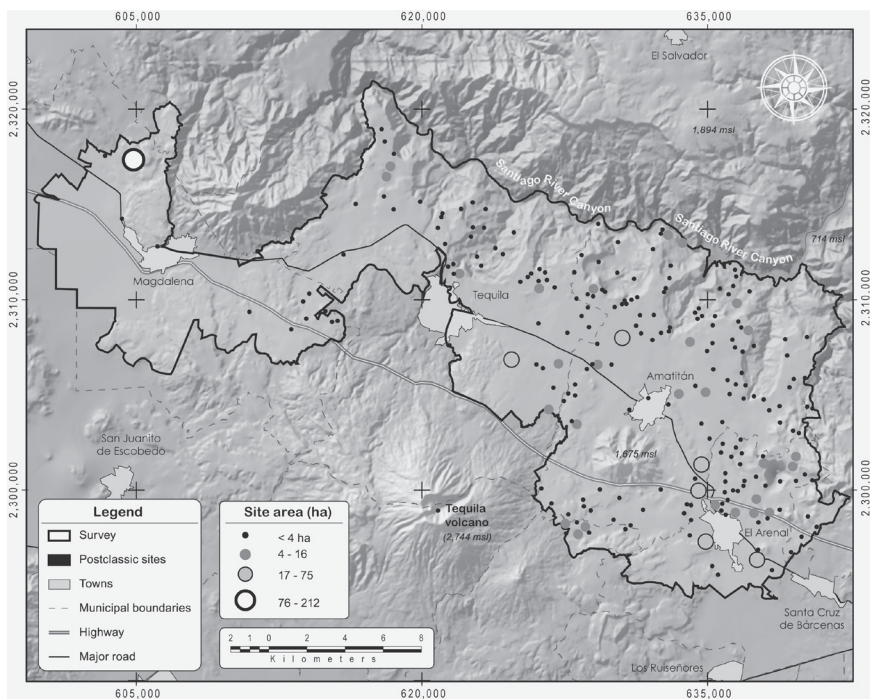 605,000
620,000
635,000
El Salvador
2,320,000
2,320,000
1,894 msl
Santiago River Canyon
Santiago River Canyon
714 msl
Magdalena
2,310,000
Tequila
2,310,000
Amatitán
San Juanito
de Escobedo
1,675 msl
2,300,000
2,300,000
Tequila
volcano
(2,744 msl)
El Arenal
Santa Cruz
de Bárcenas
Los Ruiseñores
Legend
Survey
Postclassic sites
Towns
Municipal boundaries
Highway
Major road
Site area (ha)
< 4 ha
4 - 16
17 - 75
76 - 212
2 1 0 2 4 6 8
Kilometers
605,000
620,000
635,000